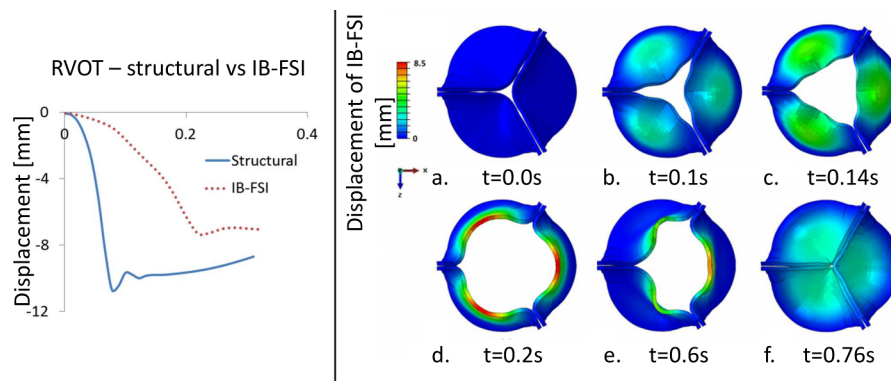 RVOT – structural vs IB-FSI
Displacement [mm]
0
-4
-8
-12
0
0.2
0.4
Structural
IB-FSI
Displacement of IB-FSI
[mm]
8.5
0
x
z
a. t=0.0s
b. t=0.1s
c. t=0.14s
d. t=0.2s
e. t=0.6s
f. t=0.76s